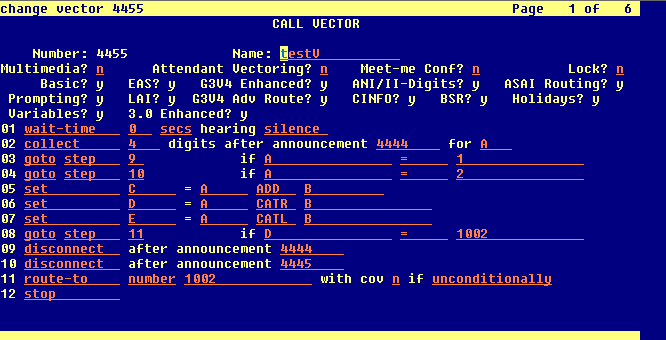 change vector 4455 Page 1 of 6
CALL VECTOR
Number: 4455 Name: testV
Multimedia? n Attendant Vectoring? n Meet-me Conf? n Lock? n
Basic? y EAS? y G3V4 Enhanced? y ANI/II-Digits? y ASAI Routing? y
Prompting? y LAI? y G3V4 Adv Route? y CINFO? y BSR? y Holidays? y
Variables? y 3.0 Enhanced? y
01 wait-time 0 secs hearing silence
02 collect 4 digits after announcement 4444 for A
03 goto step 9 if A = 1
04 goto step 10 if A = 2
05 set C = A ADD B
06 set D = A CATR B
07 set E = A CATL B
08 goto step 11 if D = 1002
09 disconnect after announcement 4444
10 disconnect after announcement 4445
11 route-to number 1002 with cov n if unconditionally
12 stop